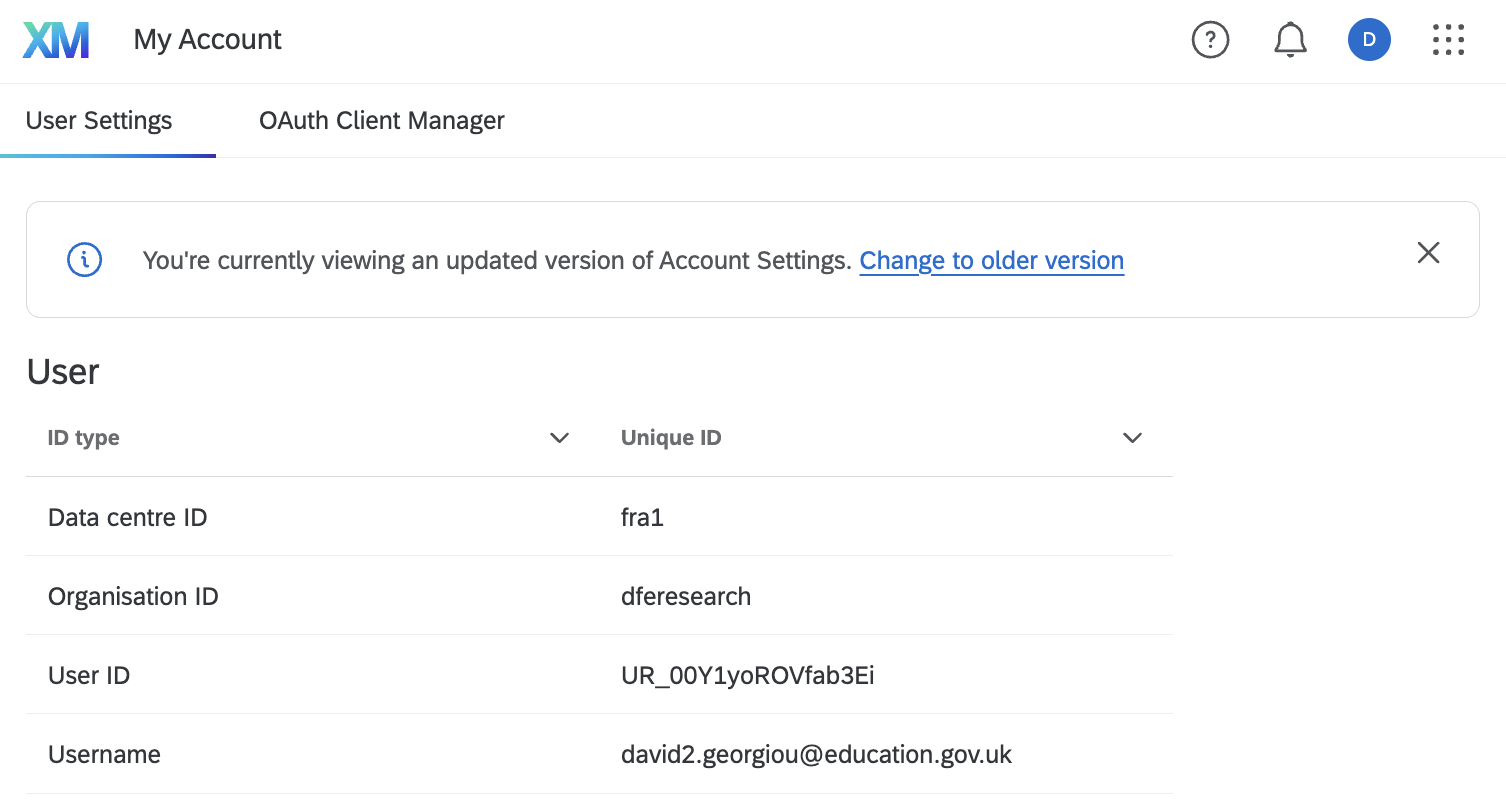 XM My Account ? D
User Settings OAuth Client Manager
i You're currently viewing an updated version of Account Settings. Change to older version
User
ID type Unique ID
Data centre ID fra1
Organisation ID dferesearch
User ID UR_00Y1yoROVfab3Ei
Username david2.georgiou@education.gov.uk